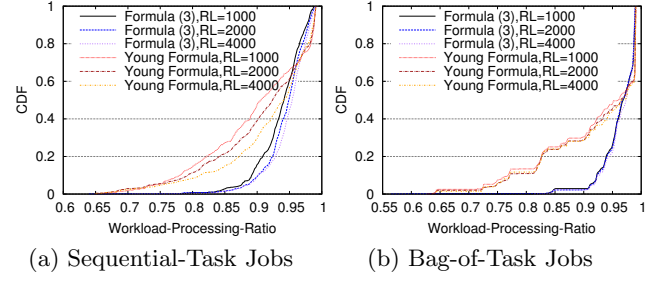 Formula (3),RL=1000
Formula (3),RL=2000
Formula (3),RL=4000
Young Formula,RL=1000
Young Formula,RL=2000
Young Formula,RL=4000
CDF
1
0.8
0.6
0.4
0.2
0
0.6 0.65 0.7 0.75 0.8 0.85 0.9 0.95 1
Workload-Processing-Ratio
(a) Sequential-Task Jobs
Formula (3),RL=1000
Formula (3),RL=2000
Formula (3),RL=4000
Young Formula,RL=1000
Young Formula,RL=2000
Young Formula,RL=4000
CDF
1
0.8
0.6
0.4
0.2
0
0.55 0.6 0.65 0.7 0.75 0.8 0.85 0.9 0.95 1
Workload-Processing-Ratio
(b) Bag-of-Task Jobs